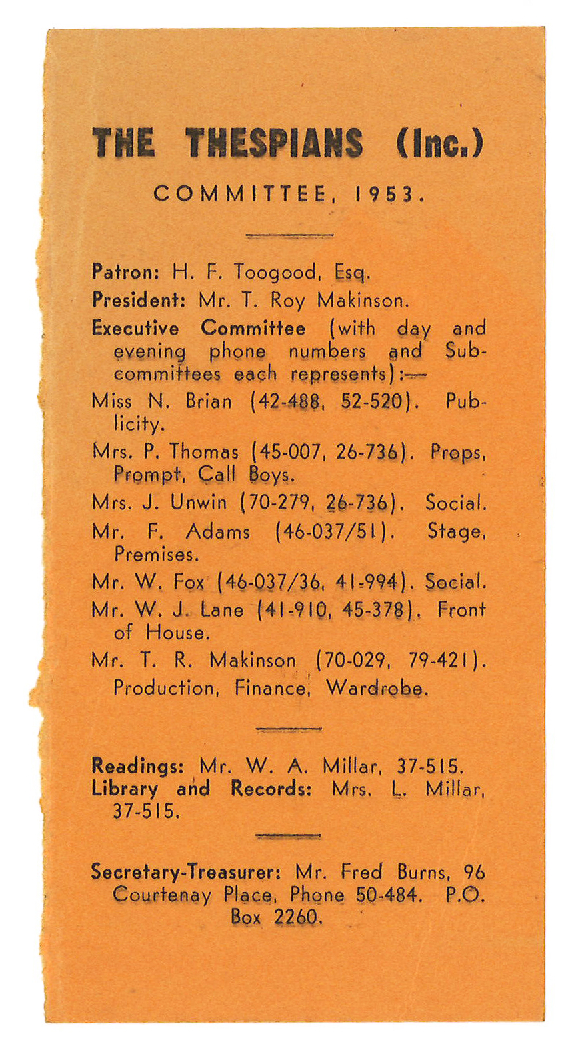 THE THESPIANS (Inc.)
COMMITTEE, 1953.
Patron: H. F. Toogood, Esq.
President: Mr. T. Roy Makinson.
Executive Committee (with day and
evening phone numbers and Sub-
committees each represents):—
Miss N. Brian (42-488, 52-520). Pub-
licity.
Mrs. P. Thomas (45-007, 26-736). Props,
Prompt, Call Boys.
Mrs. J. Unwin (70-279, 26-736). Social.
Mr. F. Adams (46-037/51). Stage,
Premises.
Mr. W. Fox (46-037/36, 41-994). Social.
Mr. W. J. Lane (41-910, 45-378). Front
of House.
Mr. T. R. Makinson (70-029, 79-421).
Production, Finance, Wardrobe.
Readings: Mr. W. A. Millar, 37-515.
Library and Records: Mrs. L. Millar,
37-515.
Secretary-Treasurer: Mr. Fred Burns, 96
Courtenay Place, Phone 50-484. P.O.
Box 2260.